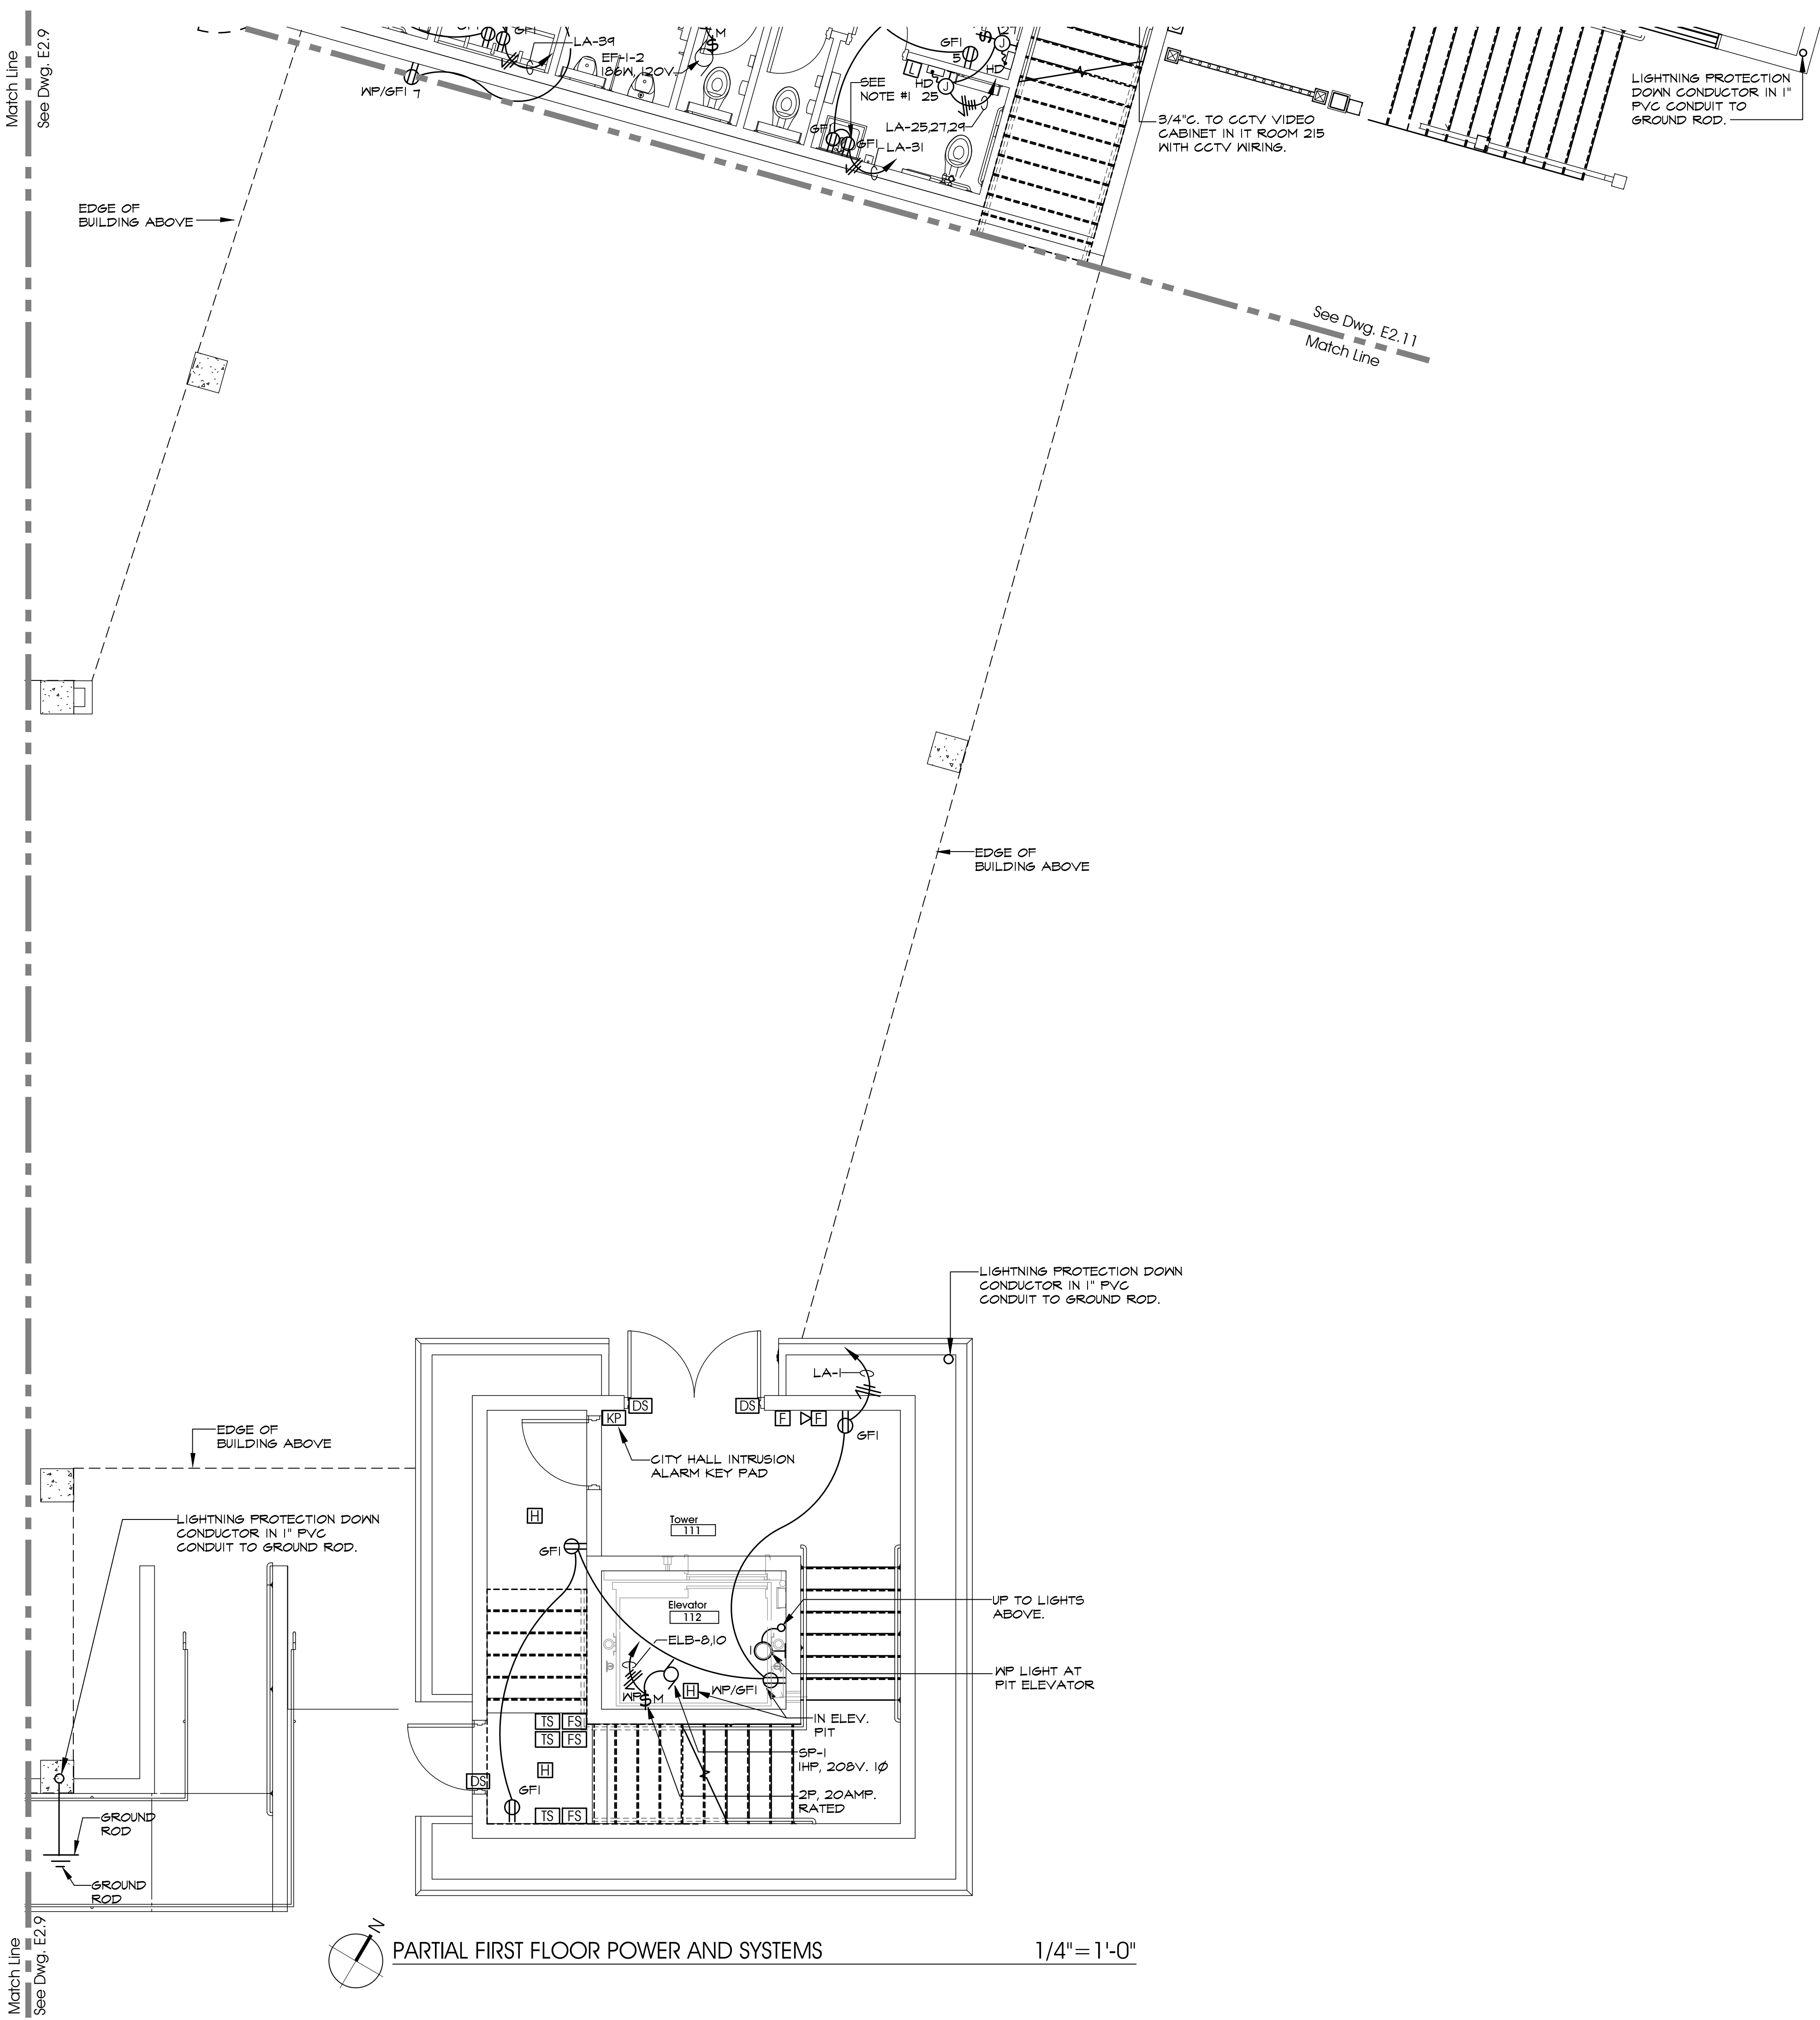 Match Line
See Dwg. E2.9
GFI
LA-39
EF-1-2
186W, 120V
M
$
WP/GFI 7
SEE
NOTE #1
GFI
5
J
HD
HD
25
J
LA-25,27,29
GFI
LA-31
3/4"C. TO CCTV VIDEO
CABINET IN IT ROOM 215
WITH CCTV WIRING.
LIGHTNING PROTECTION
DOWN CONDUCTOR IN 1"
PVC CONDUIT TO
GROUND ROD.
EDGE OF
BUILDING ABOVE
See Dwg. E2.11
Match Line
EDGE OF
BUILDING ABOVE
LIGHTNING PROTECTION DOWN
CONDUCTOR IN 1" PVC
CONDUIT TO GROUND ROD.
LA-1
DS
DS
KP
F
F
GFI
CITY HALL INTRUSION
ALARM KEY PAD
EDGE OF
BUILDING ABOVE
LIGHTNING PROTECTION DOWN
CONDUCTOR IN 1" PVC
CONDUIT TO GROUND ROD.
H
Tower
111
GFI
Elevator
112
UP TO LIGHTS
ABOVE.
ELB-8,10
WP LIGHT AT
PIT ELEVATOR
WP
$
M
H
WP/GFI
IN ELEV.
PIT
TS FS
TS FS
SP-1
1HP, 208V. 1Ø
H
DS
GFI
2P, 20AMP.
RATED
TS FS
GROUND
ROD
GROUND
ROD
N
PARTIAL FIRST FLOOR POWER AND SYSTEMS 1/4"=1'-0"
Match Line
See Dwg. E2.9